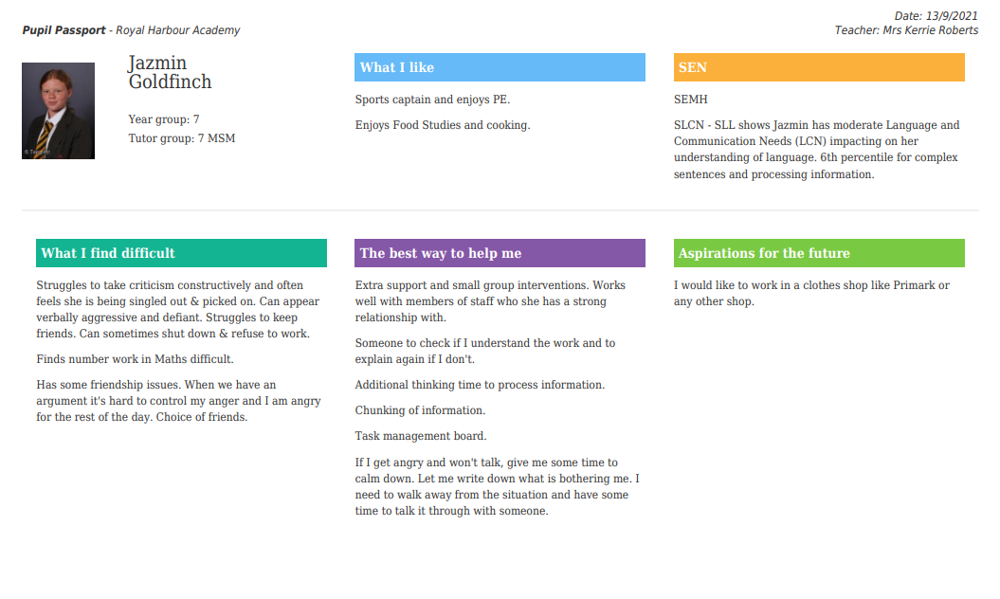 Date: 13/9/2021
Pupil Passport - Royal Harbour Academy
Teacher: Mrs Kerrie Roberts
Jazmin
Goldfinch
Year group: 7
Tutor group: 7 MSM
What I like
Sports captain and enjoys PE.
Enjoys Food Studies and cooking.
SEN
SEMH
SLCN - SLL shows Jazmin has moderate Language and
Communication Needs (LCN) impacting on her
understanding of language. 6th percentile for complex
sentences and processing information.
What I find difficult
Struggles to take criticism constructively and often
feels she is being singled out & picked on. Can appear
verbally aggressive and defiant. Struggles to keep
friends. Can sometimes shut down & refuse to work.
Finds number work in Maths difficult.
Has some friendship issues. When we have an
argument it's hard to control my anger and I am angry
for the rest of the day. Choice of friends.
The best way to help me
Extra support and small group interventions. Works
well with members of staff who she has a strong
relationship with.
Someone to check if I understand the work and to
explain again if I don't.
Additional thinking time to process information.
Chunking of information.
Task management board.
If I get angry and won't talk, give me some time to
calm down. Let me write down what is bothering me. I
need to walk away from the situation and have some
time to talk it through with someone.
Aspirations for the future
I would like to work in a clothes shop like Primark or
any other shop.